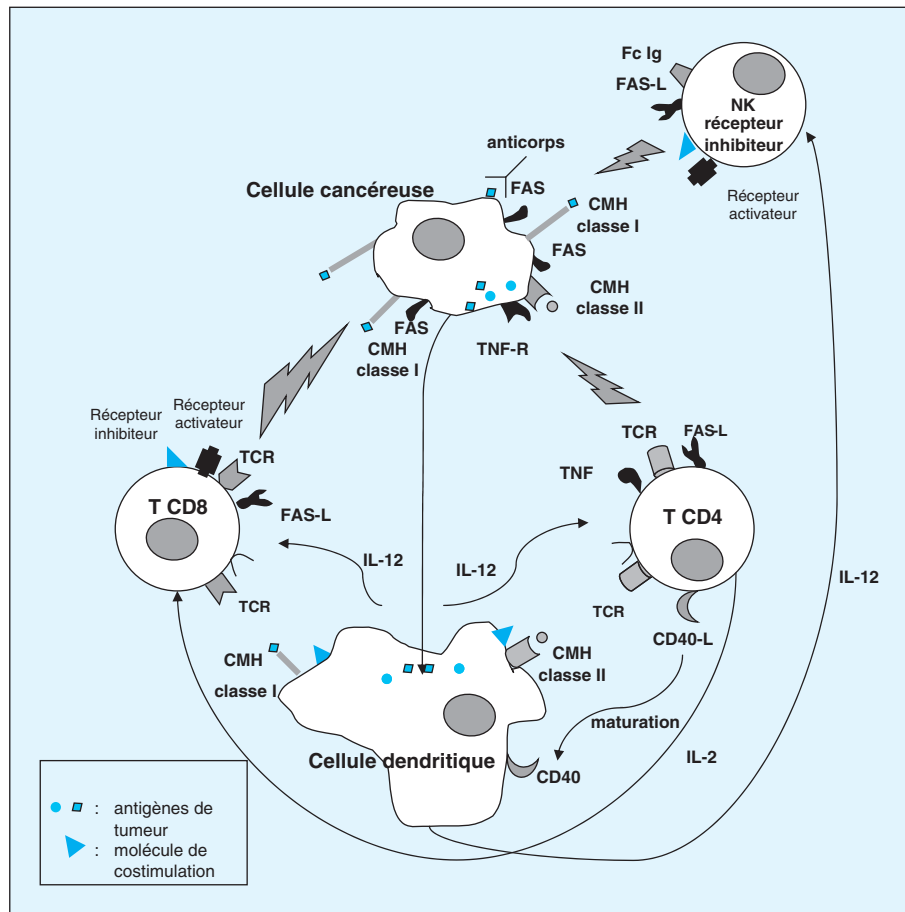 Fc Ig
FAS-L
NK
récepteur
inhibiteur
Récepteur
activateur
anticorps
Cellule cancéreuse
FAS
CMH
classe I
FAS
CMH
classe II
FAS
TNF-R
CMH
classe I
Récepteur
inhibiteur
Récepteur
activateur
TCR
T CD8
FAS-L
TCR
IL-12
IL-12
TCR
FAS-L
TNF
T CD4
TCR
CD40-L
IL-12
CMH
classe I
CMH
classe II
maturation
Cellule dendritique
CD40
IL-2
: antigènes de
tumeur
: molécule de
costimulation